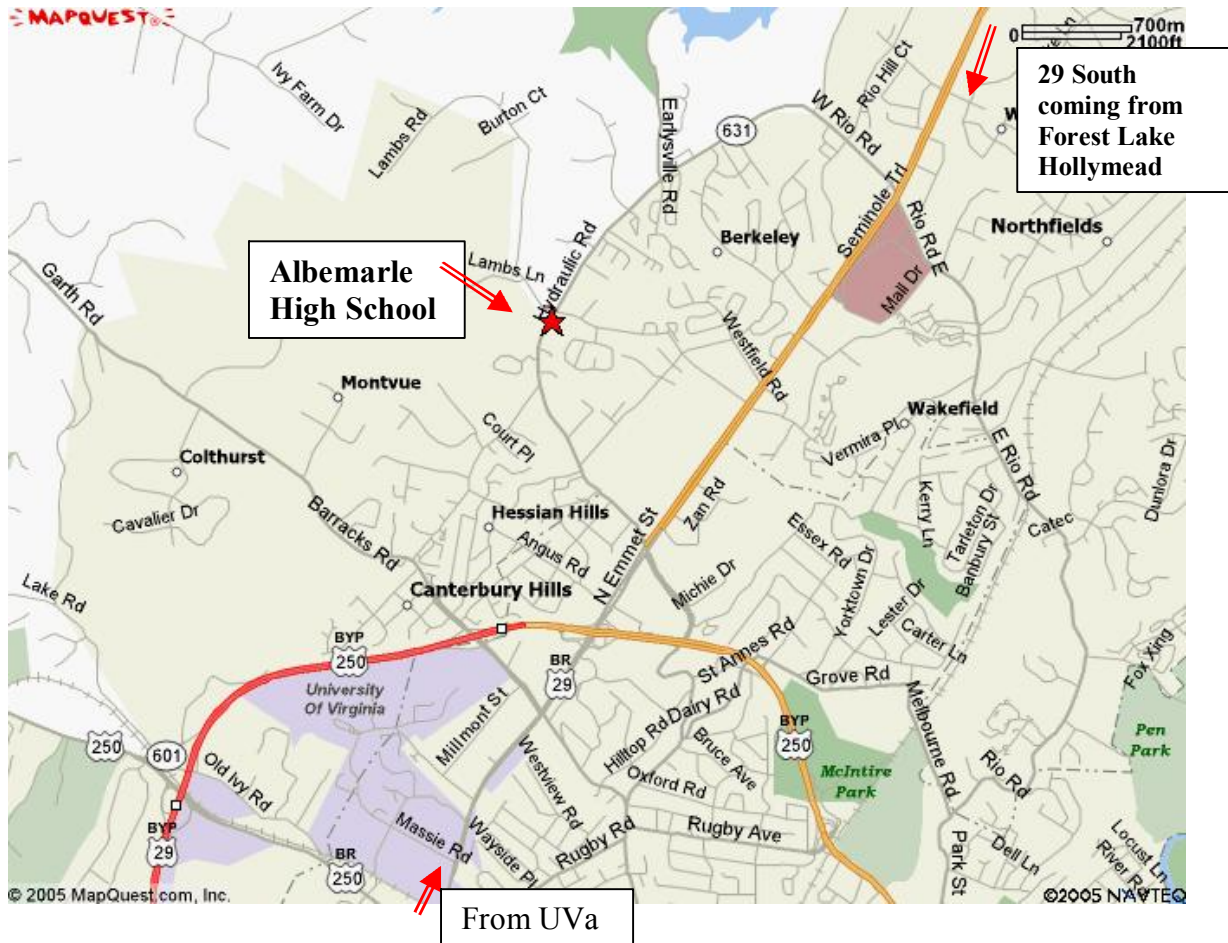 MAPQUEST
0 700m
2100ft
29 South
coming from
Forest Lake
Hollymead
Ivy Farm Dr
Lambs Rd
Burton Ct
Earlysville Rd
631
W Rio Rd
Rio Hill Ct
Seminole Trl
Rio Rd E
Northfields
Berkeley
Mall Dr
Albemarle
High School
Lambs Ln
Hydraulic Rd
Garth Rd
Westfield Rd
Montvue
Wakefield
Vermira Pl
Court Pl
Colthurst
E Rio Rd
Dunlora Dr
Cavalier Dr
Barracks Rd
Hessian Hills
Angus Rd
Zan Rd
Kerry Ln
Tarleton Dr
Banbury St
Catec
Essex Rd
Yorktown Dr
N Emmet St
Michie Dr
Lester Dr
Carter Ln
Lake Rd
Canterbury Hills
BYP
250
BR
29
St Annes Rd
Grove Rd
Fox Xing
University
Of Virginia
Millmont St
Dairy Rd
Hilltop Rd
Bruce Ave
BYP
250
Melbourne Rd
Pen
Park
250
601
Old Ivy Rd
Westview Rd
Oxford Rd
McIntire
Park
Rio Rd
BYP
29
Massie Rd
Wayside Pl
Rugby Rd
Rugby Ave
Park St
Dell Ln
Locust Ln
River Rd
BR
250
© 2005 MapQuest.com, Inc.
©2005 NAVTEQ
From UVa